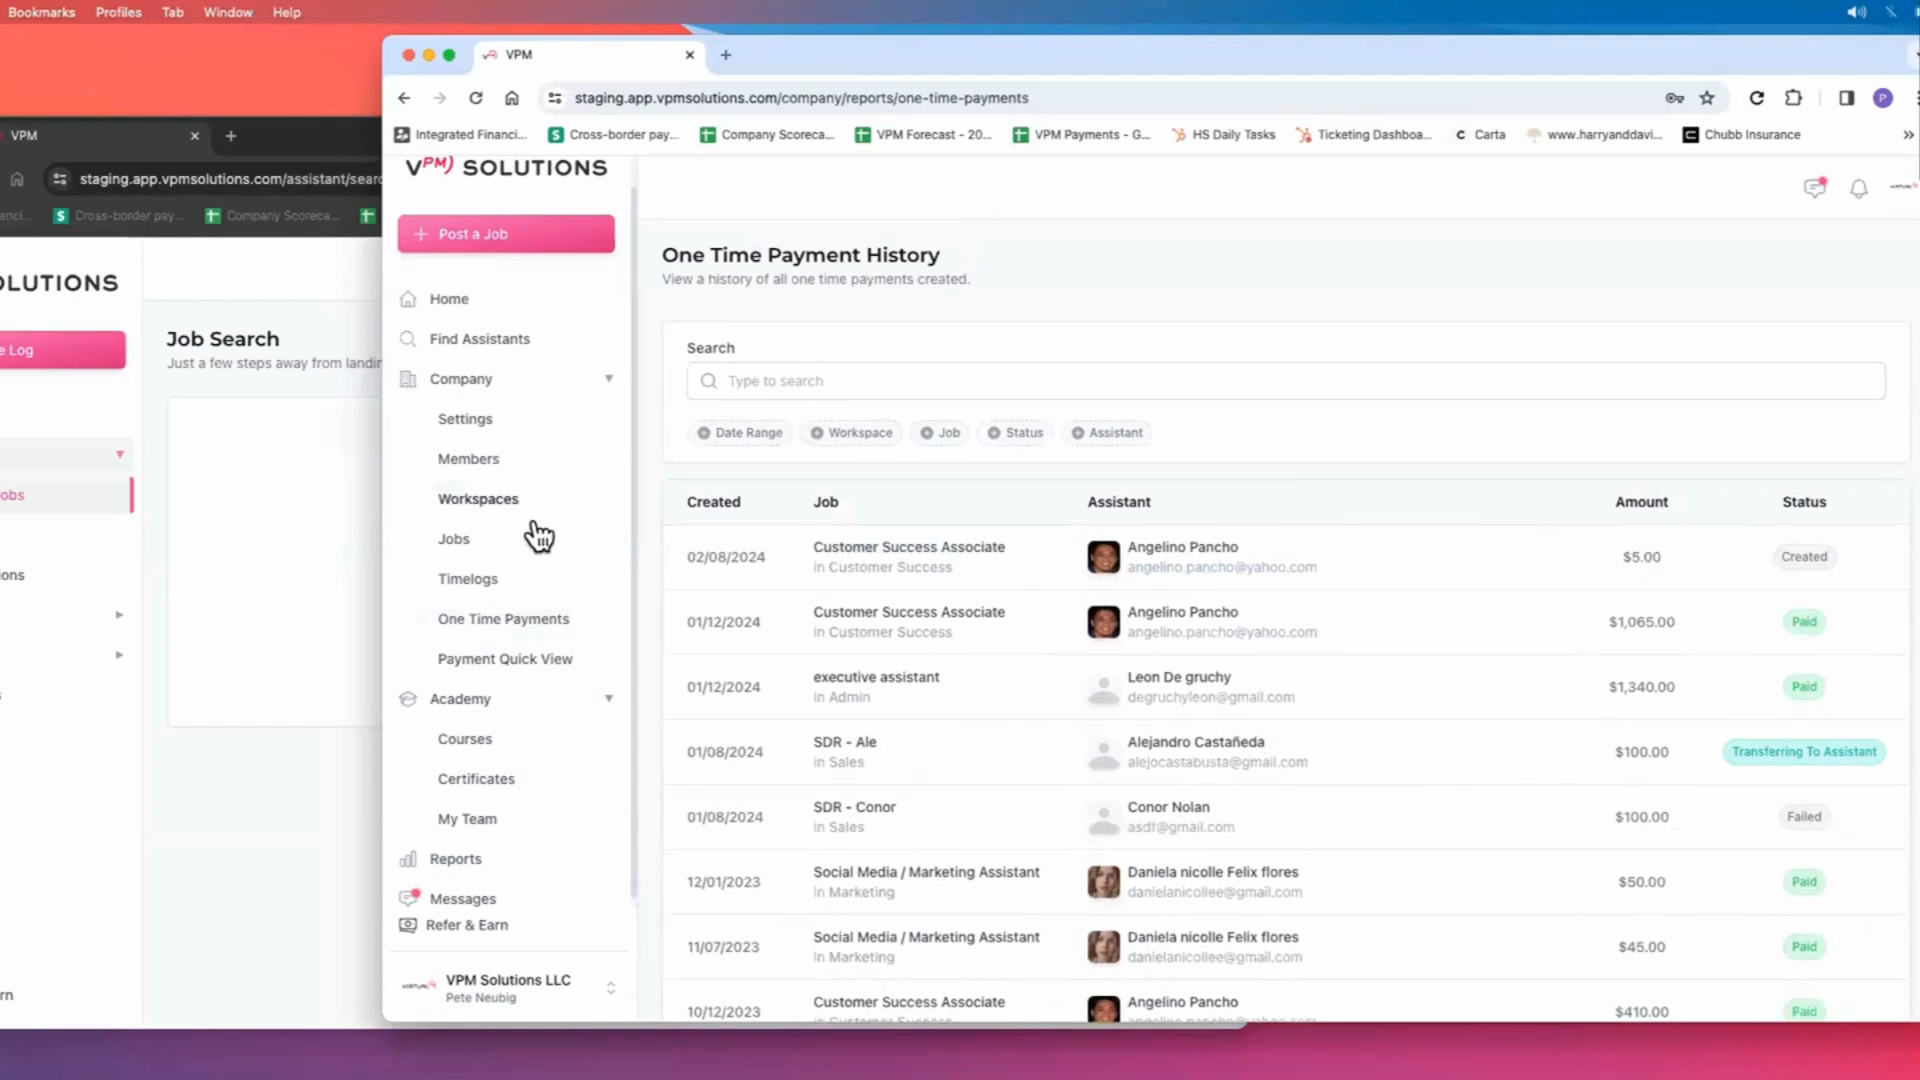 Bookmarks Profiles Tab Window Help
VPM
staging.app.vpmsolutions.com/assistant/searc
anci... Cross-border pay... Company Scoreca...
OLUTIONS
e Log
obs
ons
s
rn
Job Search
Just a few steps away from landin
VPM
staging.app.vpmsolutions.com/company/reports/one-time-payments
P
Integrated Financi... Cross-border pay... Company Scoreca... VPM Forecast - 20... VPM Payments - G... HS Daily Tasks Ticketing Dashboa... Carta www.harryanddavi... Chubb Insurance »
VPM) SOLUTIONS
+ Post a Job
Home
Find Assistants
Company
Settings
Members
Workspaces
Jobs
Timelogs
One Time Payments
Payment Quick View
Academy
Courses
Certificates
My Team
Reports
Messages
Refer & Earn
VPM Solutions LLC
Pete Neubig
One Time Payment History
View a history of all one time payments created.
Search
Type to search
Date Range Workspace Job Status Assistant
Created Job Assistant Amount Status
02/08/2024 Customer Success Associate Angelino Pancho $5.00 Created
in Customer Success angelino.pancho@yahoo.com
01/12/2024 Customer Success Associate Angelino Pancho $1,065.00 Paid
in Customer Success angelino.pancho@yahoo.com
01/12/2024 executive assistant Leon De gruchy $1,340.00 Paid
in Admin degruchyleon@gmail.com
01/08/2024 SDR - Ale Alejandro Castañeda $100.00 Transferring To Assistant
in Sales alejocastabusta@gmail.com
01/08/2024 SDR - Conor Conor Nolan $100.00 Failed
in Sales asdf@gmail.com
12/01/2023 Social Media / Marketing Assistant Daniela nicolle Felix flores $50.00 Paid
in Marketing danielanicollee@gmail.com
11/07/2023 Social Media / Marketing Assistant Daniela nicolle Felix flores $45.00 Paid
in Marketing danielanicollee@gmail.com
10/12/2023 Customer Success Associate Angelino Pancho $410.00 Paid
in Customer Success angelino.pancho@yahoo.com